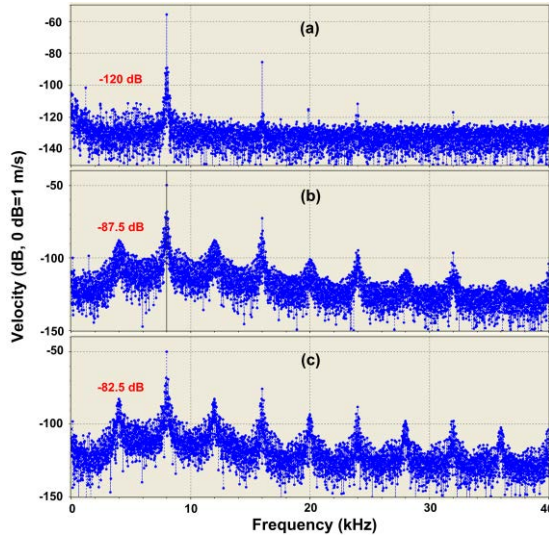 -60
(a)
-80
-120 dB
-100
-120
-140
-50
(b)
-87.5 dB
-100
-150
-50
(c)
-82.5 dB
-100
-150
0 10 20 30 40
Velocity (dB, 0 dB=1 m/s)
Frequency (kHz)